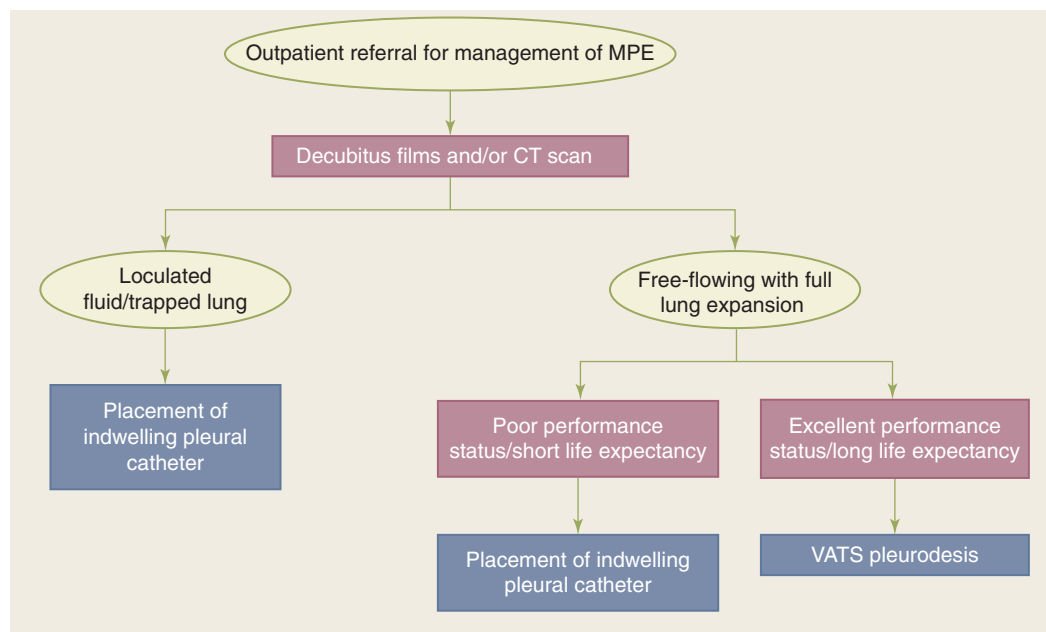 Outpatient referral for management of MPE
Decubitus films and/or CT scan
Loculated
fluid/trapped lung
Free-flowing with full
lung expansion
Placement of
indwelling pleural
catheter
Poor performance
status/short life expectancy
Excellent performance
status/long life expectancy
Placement of indwelling
pleural catheter
VATS pleurodesis